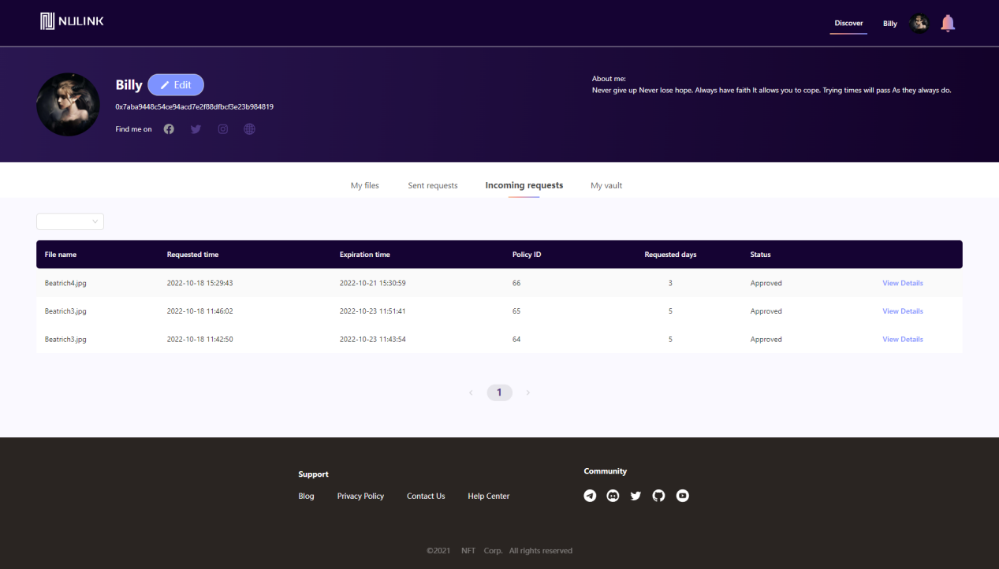 NULINK
Discover
Billy
Billy
Edit
0x7aba9448c54ce94acd7e2f88dfbcf3e23b984819
Find me on
About me:
Never give up Never lose hope. Always have faith It allows you to cope. Trying times will pass As they always do.
My files Sent requests Incoming requests My vault
File name Requested time Expiration time Policy ID Requested days Status
Beatrich4.jpg 2022-10-18 15:29:43 2022-10-21 15:30:59 66 3 Approved View Details
Beatrich3.jpg 2022-10-18 11:46:02 2022-10-23 11:51:41 65 5 Approved View Details
Beatrich3.jpg 2022-10-18 11:42:50 2022-10-23 11:43:54 64 5 Approved View Details
1
Support
Blog Privacy Policy Contact Us Help Center
Community
©2021 NFT Corp. All rights reserved